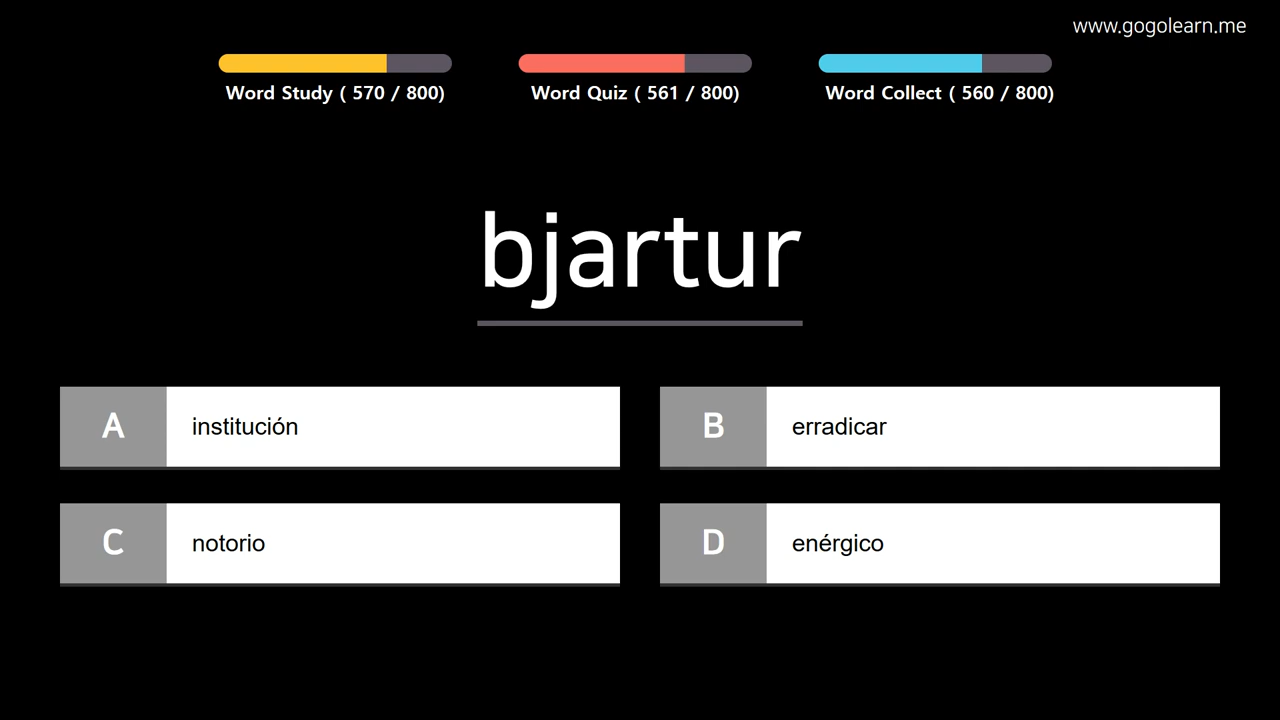 www.gogolearn.me
Word Study ( 570 / 800)
Word Quiz ( 561 / 800)
Word Collect ( 560 / 800)
bjartur
A institución
B erradicar
C notorio
D enérgico